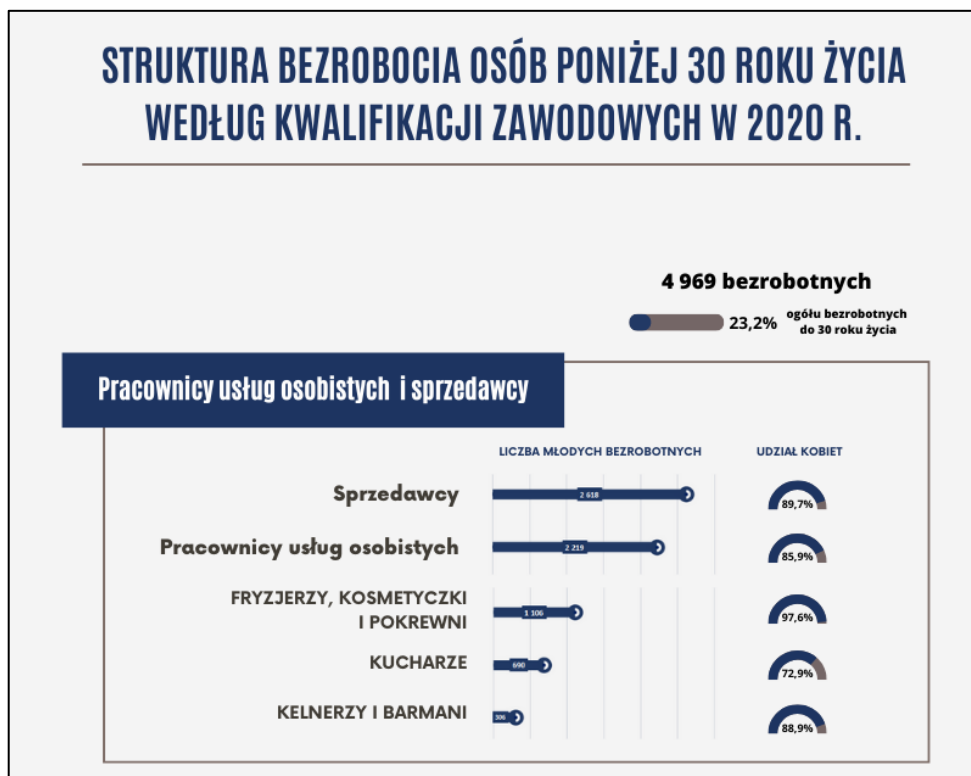 STRUKTURA BEZROBOCIA OSÓB PONIŻEJ 30 ROKU ŻYCIA
WEDŁUG KWALIFIKACJI ZAWODOWYCH W 2020 R.
4 969 bezrobotnych
23,2% ogółu bezrobotnych
do 30 roku życia
Pracownicy usług osobistych i sprzedawcy
LICZBA MŁODYCH BEZROBOTNYCH UDZIAŁ KOBIET
Sprzedawcy 2 618 89,7%
Pracownicy usług osobistych 2 219 85,9%
FRYZJERZY, KOSMETYCZKI
I POKREWNI 1 106 97,6%
KUCHARZE 690 72,9%
KELNERZY I BARMANI 306 88,9%